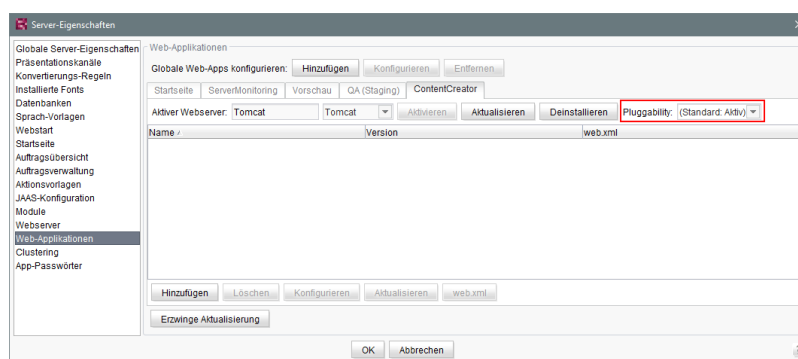 Server-Eigenschaften
Globale Server-Eigenschaften
Präsentationskanäle
Konvertierungs-Regeln
Installierte Fonts
Datenbanken
Sprach-Vorlagen
Webstart
Startseite
Auftragsübersicht
Auftragsverwaltung
Aktionsvorlagen
JAAS-Konfiguration
Module
Webserver
Web-Applikationen
Clustering
App-Passwörter
Web-Applikationen
Globale Web-Apps konfigurieren: Hinzufügen Konfigurieren Entfernen
Startseite ServerMonitoring Vorschau QA (Staging) ContentCreator
Aktiver Webserver: Tomcat Tomcat Aktivieren Aktualisieren Deinstallieren Pluggability: (Standard: Aktiv)
Name Version web.xml
Hinzufügen Löschen Konfigurieren Aktualisieren web.xml
Erzwinge Aktualisierung
OK Abbrechen